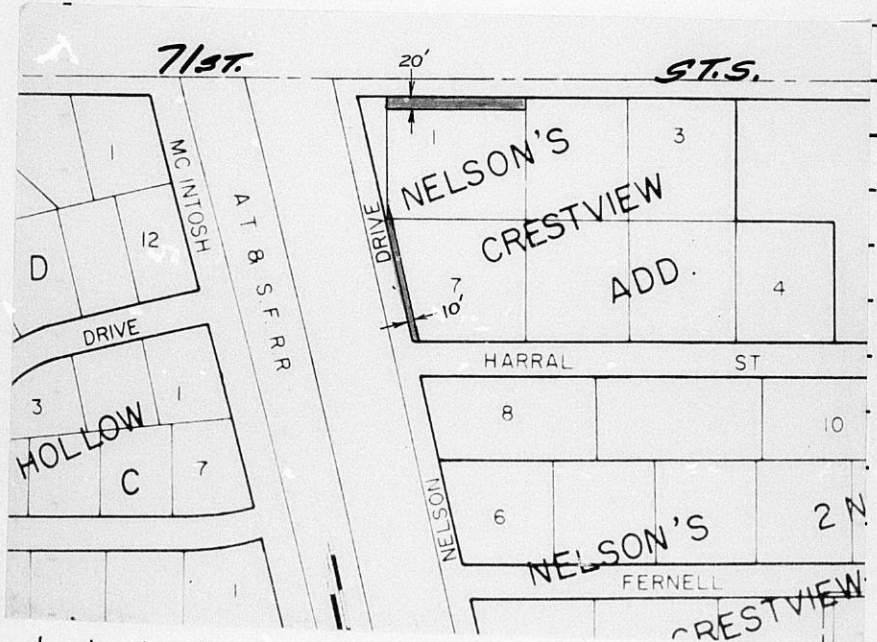 71ST. ST. S.
20'
1
MC INTOSH
1
NELSON'S
3
A T & S. F. R R
DRIVE
CRESTVIEW
12
D
7
ADD.
4
10'
DRIVE
HARRAL ST
3
1
8
10
HOLLOW
C
7
NELSON
6
NELSON'S
2 N
FERNELL
1
CRESTVIEW